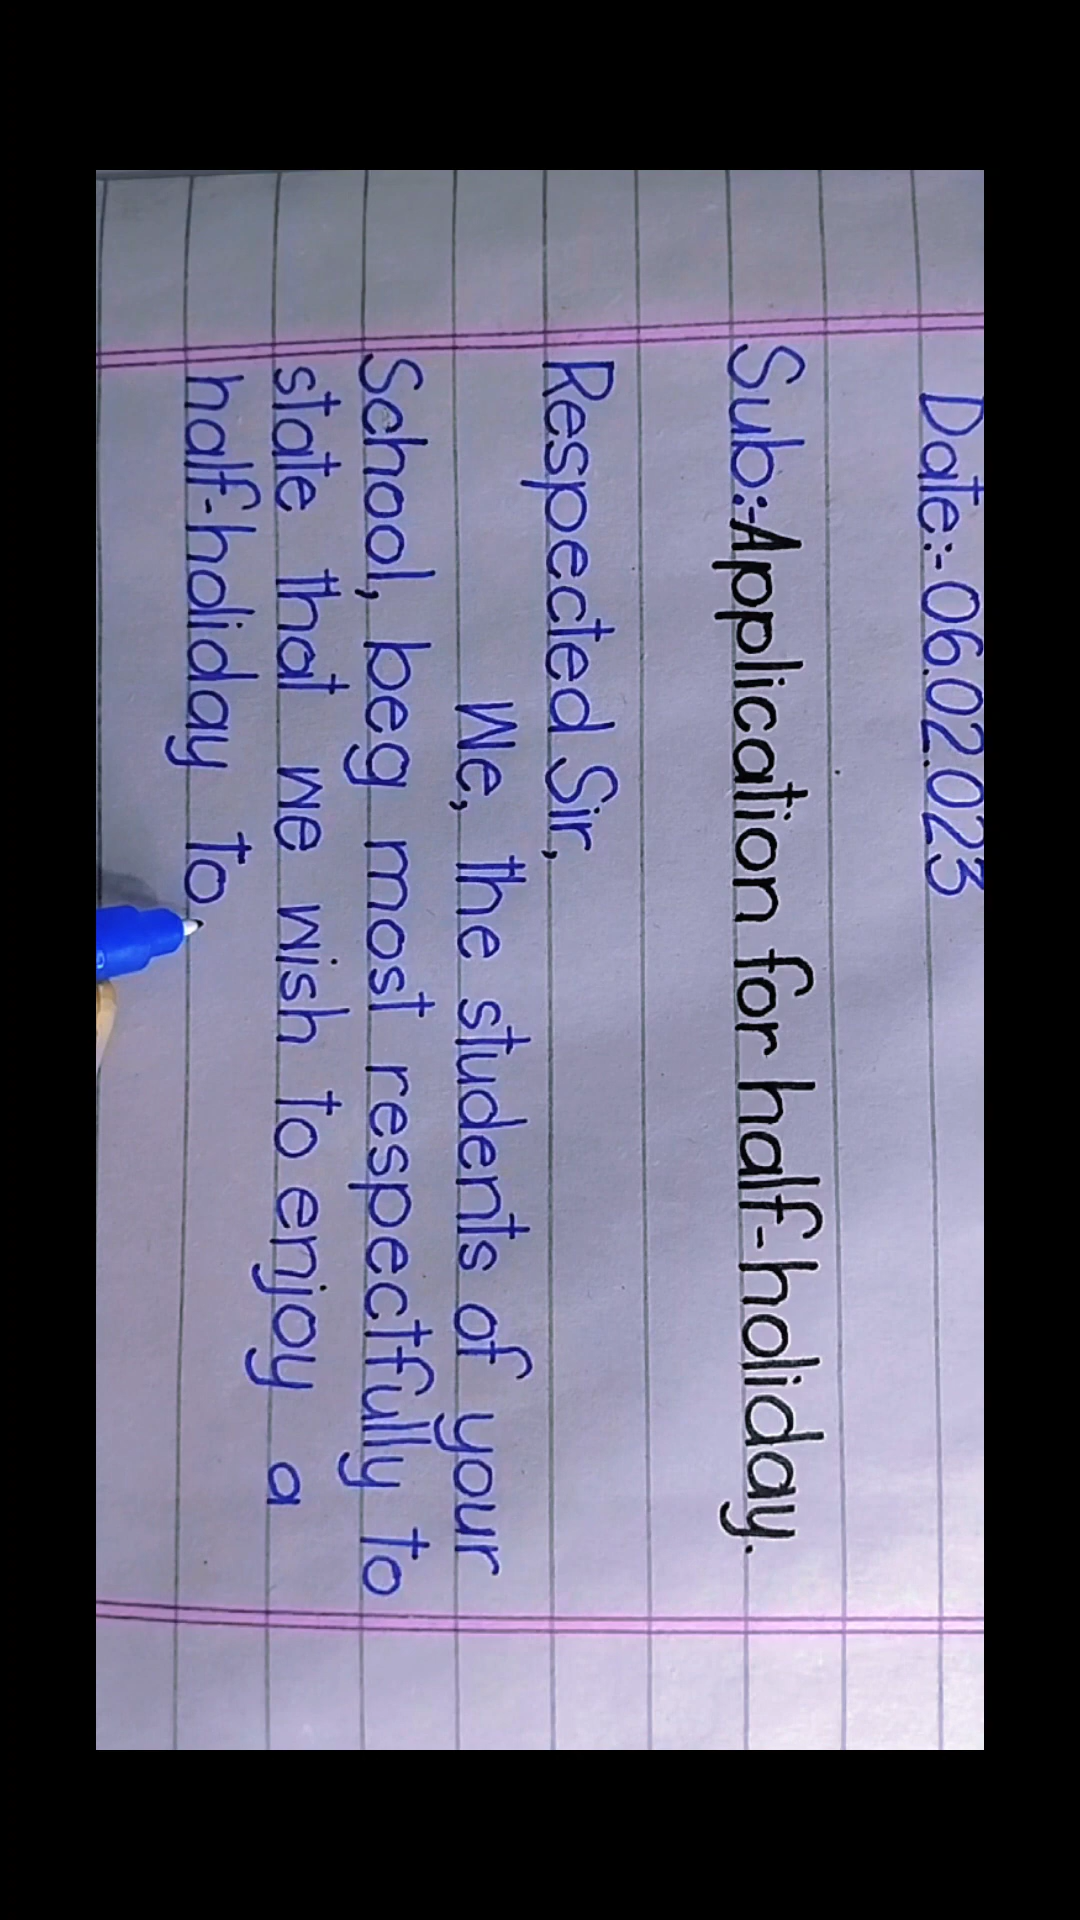 Date:-06.02.023
Sub:-Application for half-holiday.
Respected Sir,
We, the students of your
School, beg most respectfully to
state that we wish to enjoy a
half-holiday to